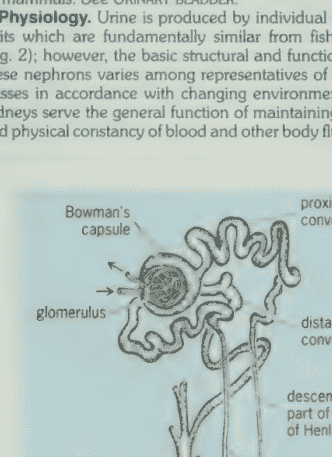 mammals. See URINARY BLADDER.
Physiology. Urine is produced by individual
its which are fundamentally similar from fish
g. 2); however, the basic structural and functio
ese nephrons varies among representatives of
sses in accordance with changing environme
dneys serve the general function of maintaining
d physical constancy of blood and other body fl
proxi
conv
Bowman's
capsule
glomerulus
dista
conv
descen
part of
of Henl